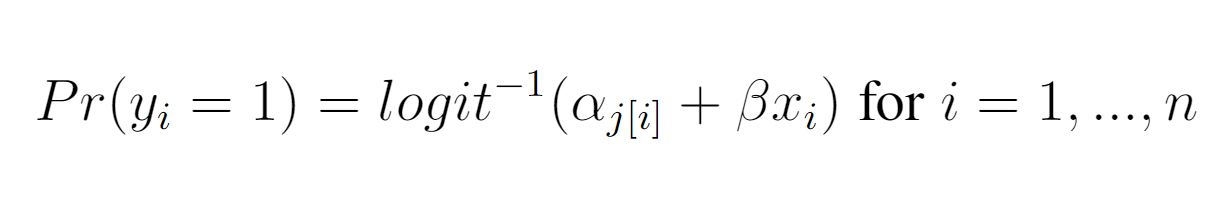 Pr(y_i = 1) = logit^{-1}(α_{j[i]} + βx_i) for i = 1, ..., n